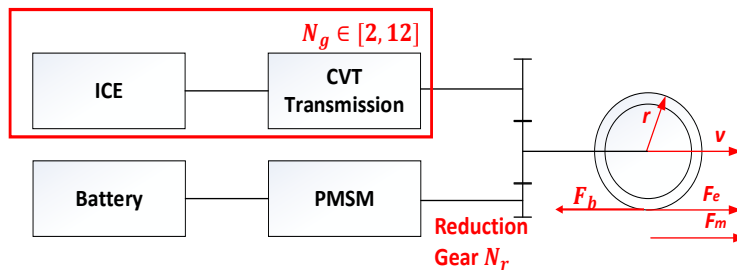 N_g ∈ [2, 12]
ICE
CVT
Transmission
r
v
Battery
PMSM
F_b
F_e
F_m
Reduction
Gear N_r